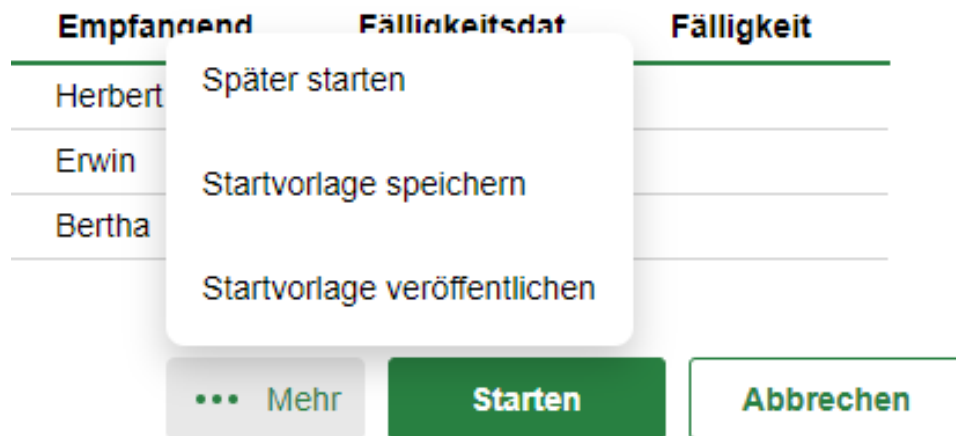 Empfangend Fälligkeitsdat Fälligkeit
Herbert
Später starten
Erwin
Startvorlage speichern
Bertha
Startvorlage veröffentlichen
••• Mehr Starten Abbrechen